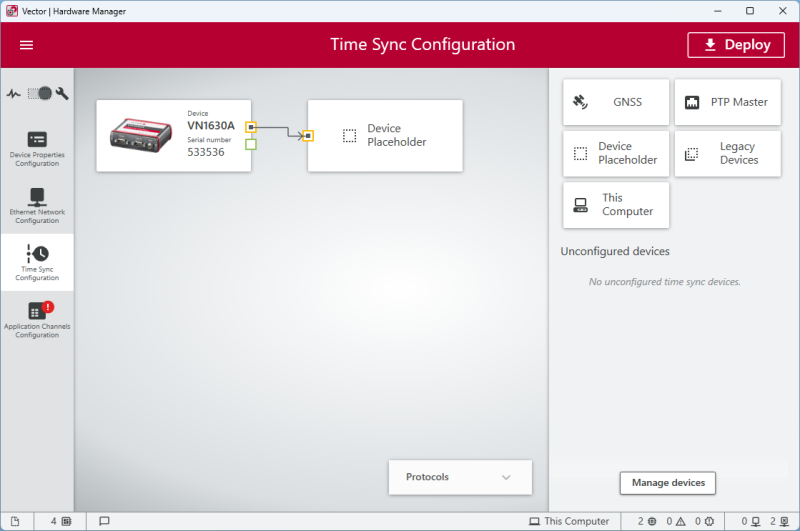 Vector | Hardware Manager
Time Sync Configuration
Deploy
Device Properties
Configuration
Ethernet Network
Configuration
Time Sync
Configuration
Application Channels
Configuration
Device
VN1630A
Serial number
533536
Device
Placeholder
GNSS
PTP Master
Device
Placeholder
Legacy
Devices
This
Computer
Unconfigured devices
No unconfigured time sync devices.
Protocols
Manage devices
4
This Computer
2
0
0
0
2